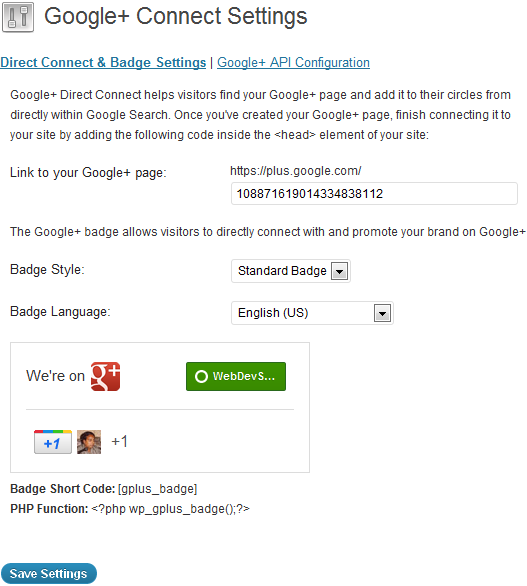 Google+ Connect Settings
Direct Connect & Badge Settings | Google+ API Configuration
Google+ Direct Connect helps visitors find your Google+ page and add it to their circles from
directly within Google Search. Once you've created your Google+ page, finish connecting it to
your site by adding the following code inside the <head> element of your site:
Link to your Google+ page:
https://plus.google.com/
108871619014334838112
The Google+ badge allows visitors to directly connect with and promote your brand on Google+
Badge Style:
Standard Badge
Badge Language:
English (US)
We're on g+
WebDevS...
+1
+1
Badge Short Code: [gplus_badge]
PHP Function: <?php wp_gplus_badge();?>
Save Settings